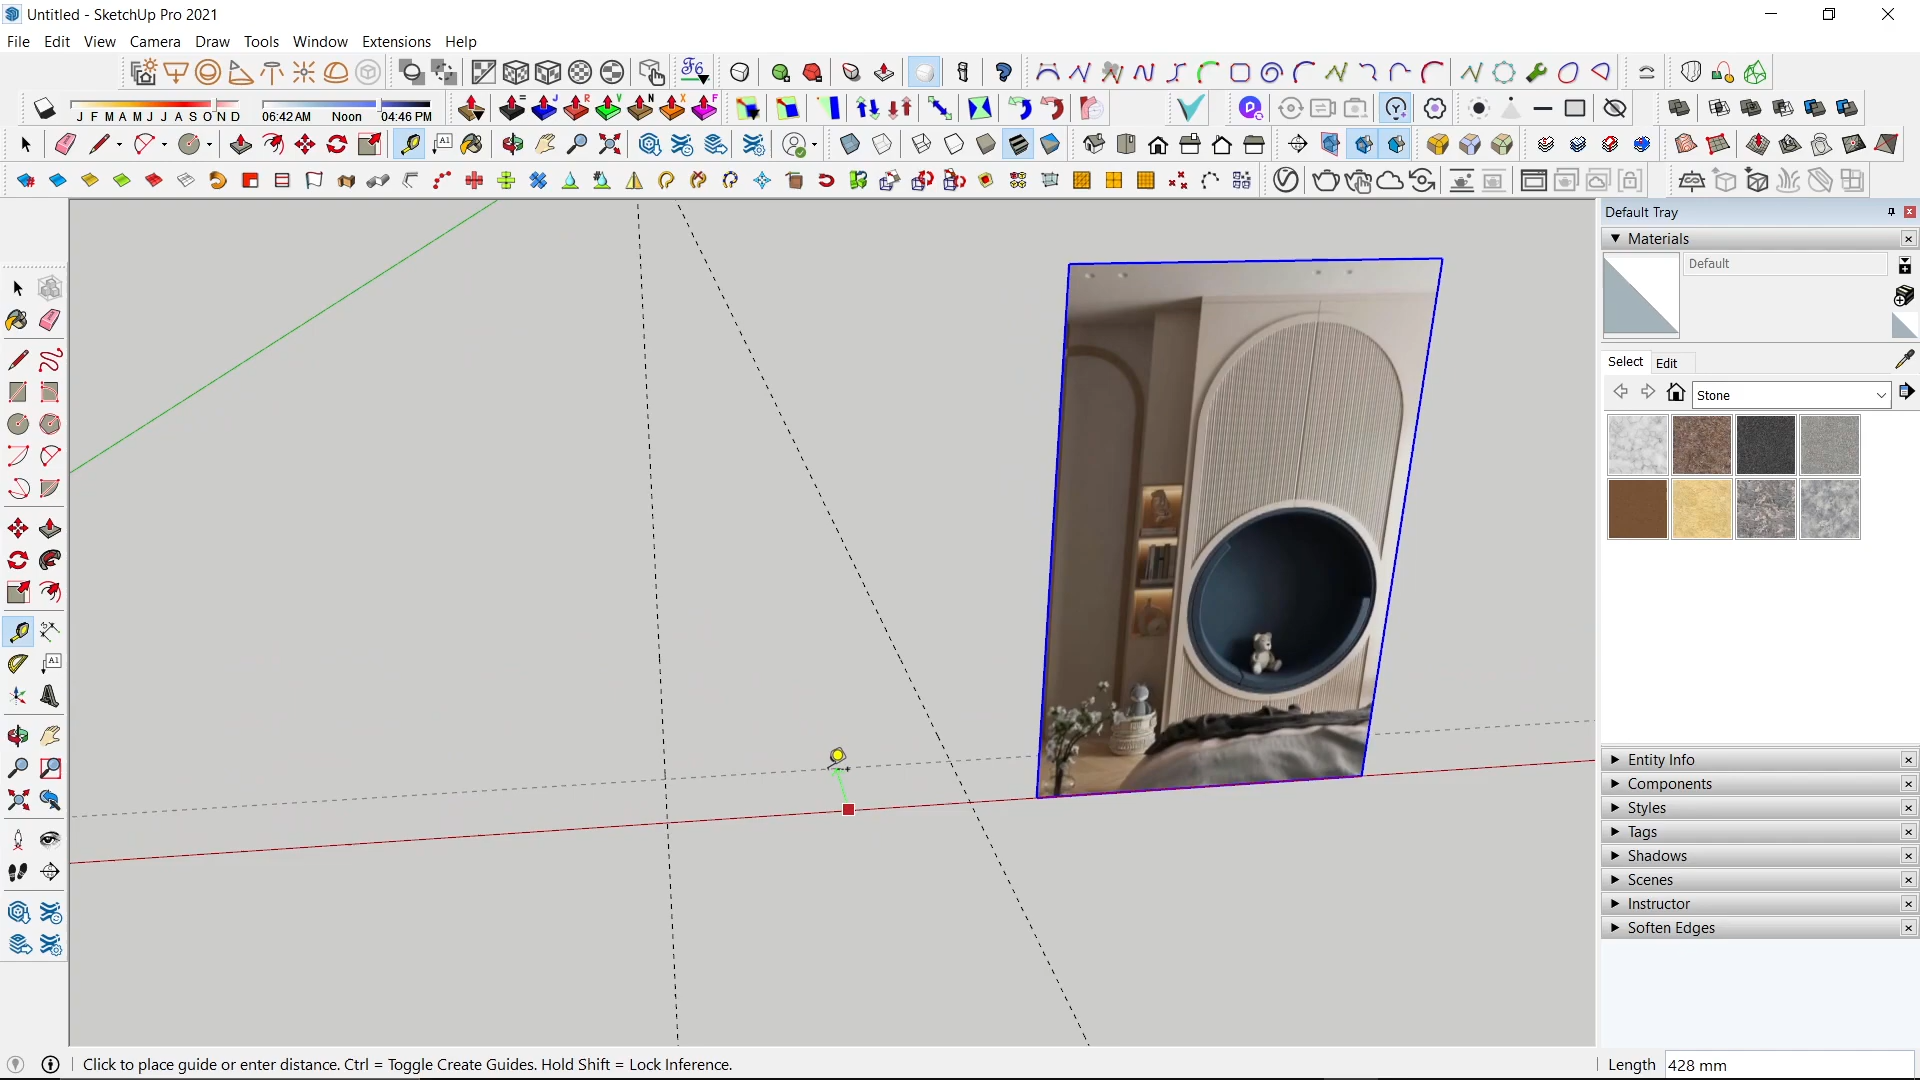 Untitled - SketchUp Pro 2021
File Edit View Camera Draw Tools Window Extensions Help
J F M A M J J A S O N D 06:42 AM Noon 04:46 PM
Default Tray
Materials
Default
Select Edit
Stone
Entity Info
Components
Styles
Tags
Shadows
Scenes
Instructor
Soften Edges
Click to place guide or enter distance. Ctrl = Toggle Create Guides. Hold Shift = Lock Inference.
Length 428 mm